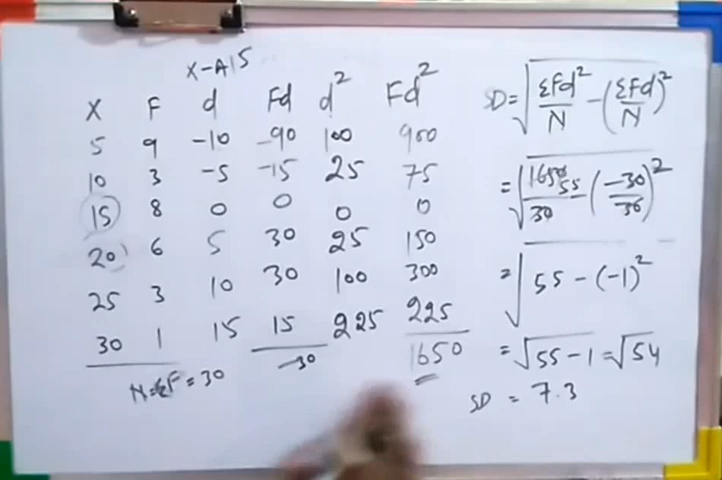 X-A15
X F d Fd d² Fd²
5 9 -10 -90 100 900
10 3 -5 -15 25 75
15 8 0 0 0 0
20 6 5 30 25 150
25 3 10 30 100 300
30 1 15 15 225 225
N=ΣF=30 -30 1650
SD=√ΣFd²/N-(ΣFd/N)²
=√1650/30-(-30/30)²
55
=√55-(-1)²
=√55-1=√54
SD = 7.3